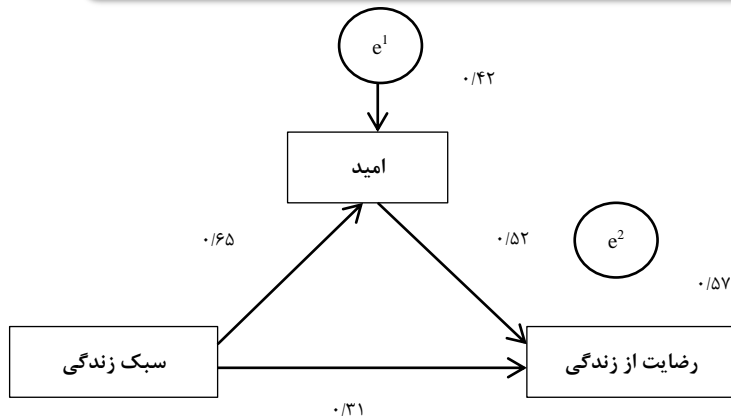 e1
۰/۴۲
امید
۰/۶۵
۰/۵۲
e2
۰/۵۷
سبک زندگی
رضایت از زندگی
۰/۳۱